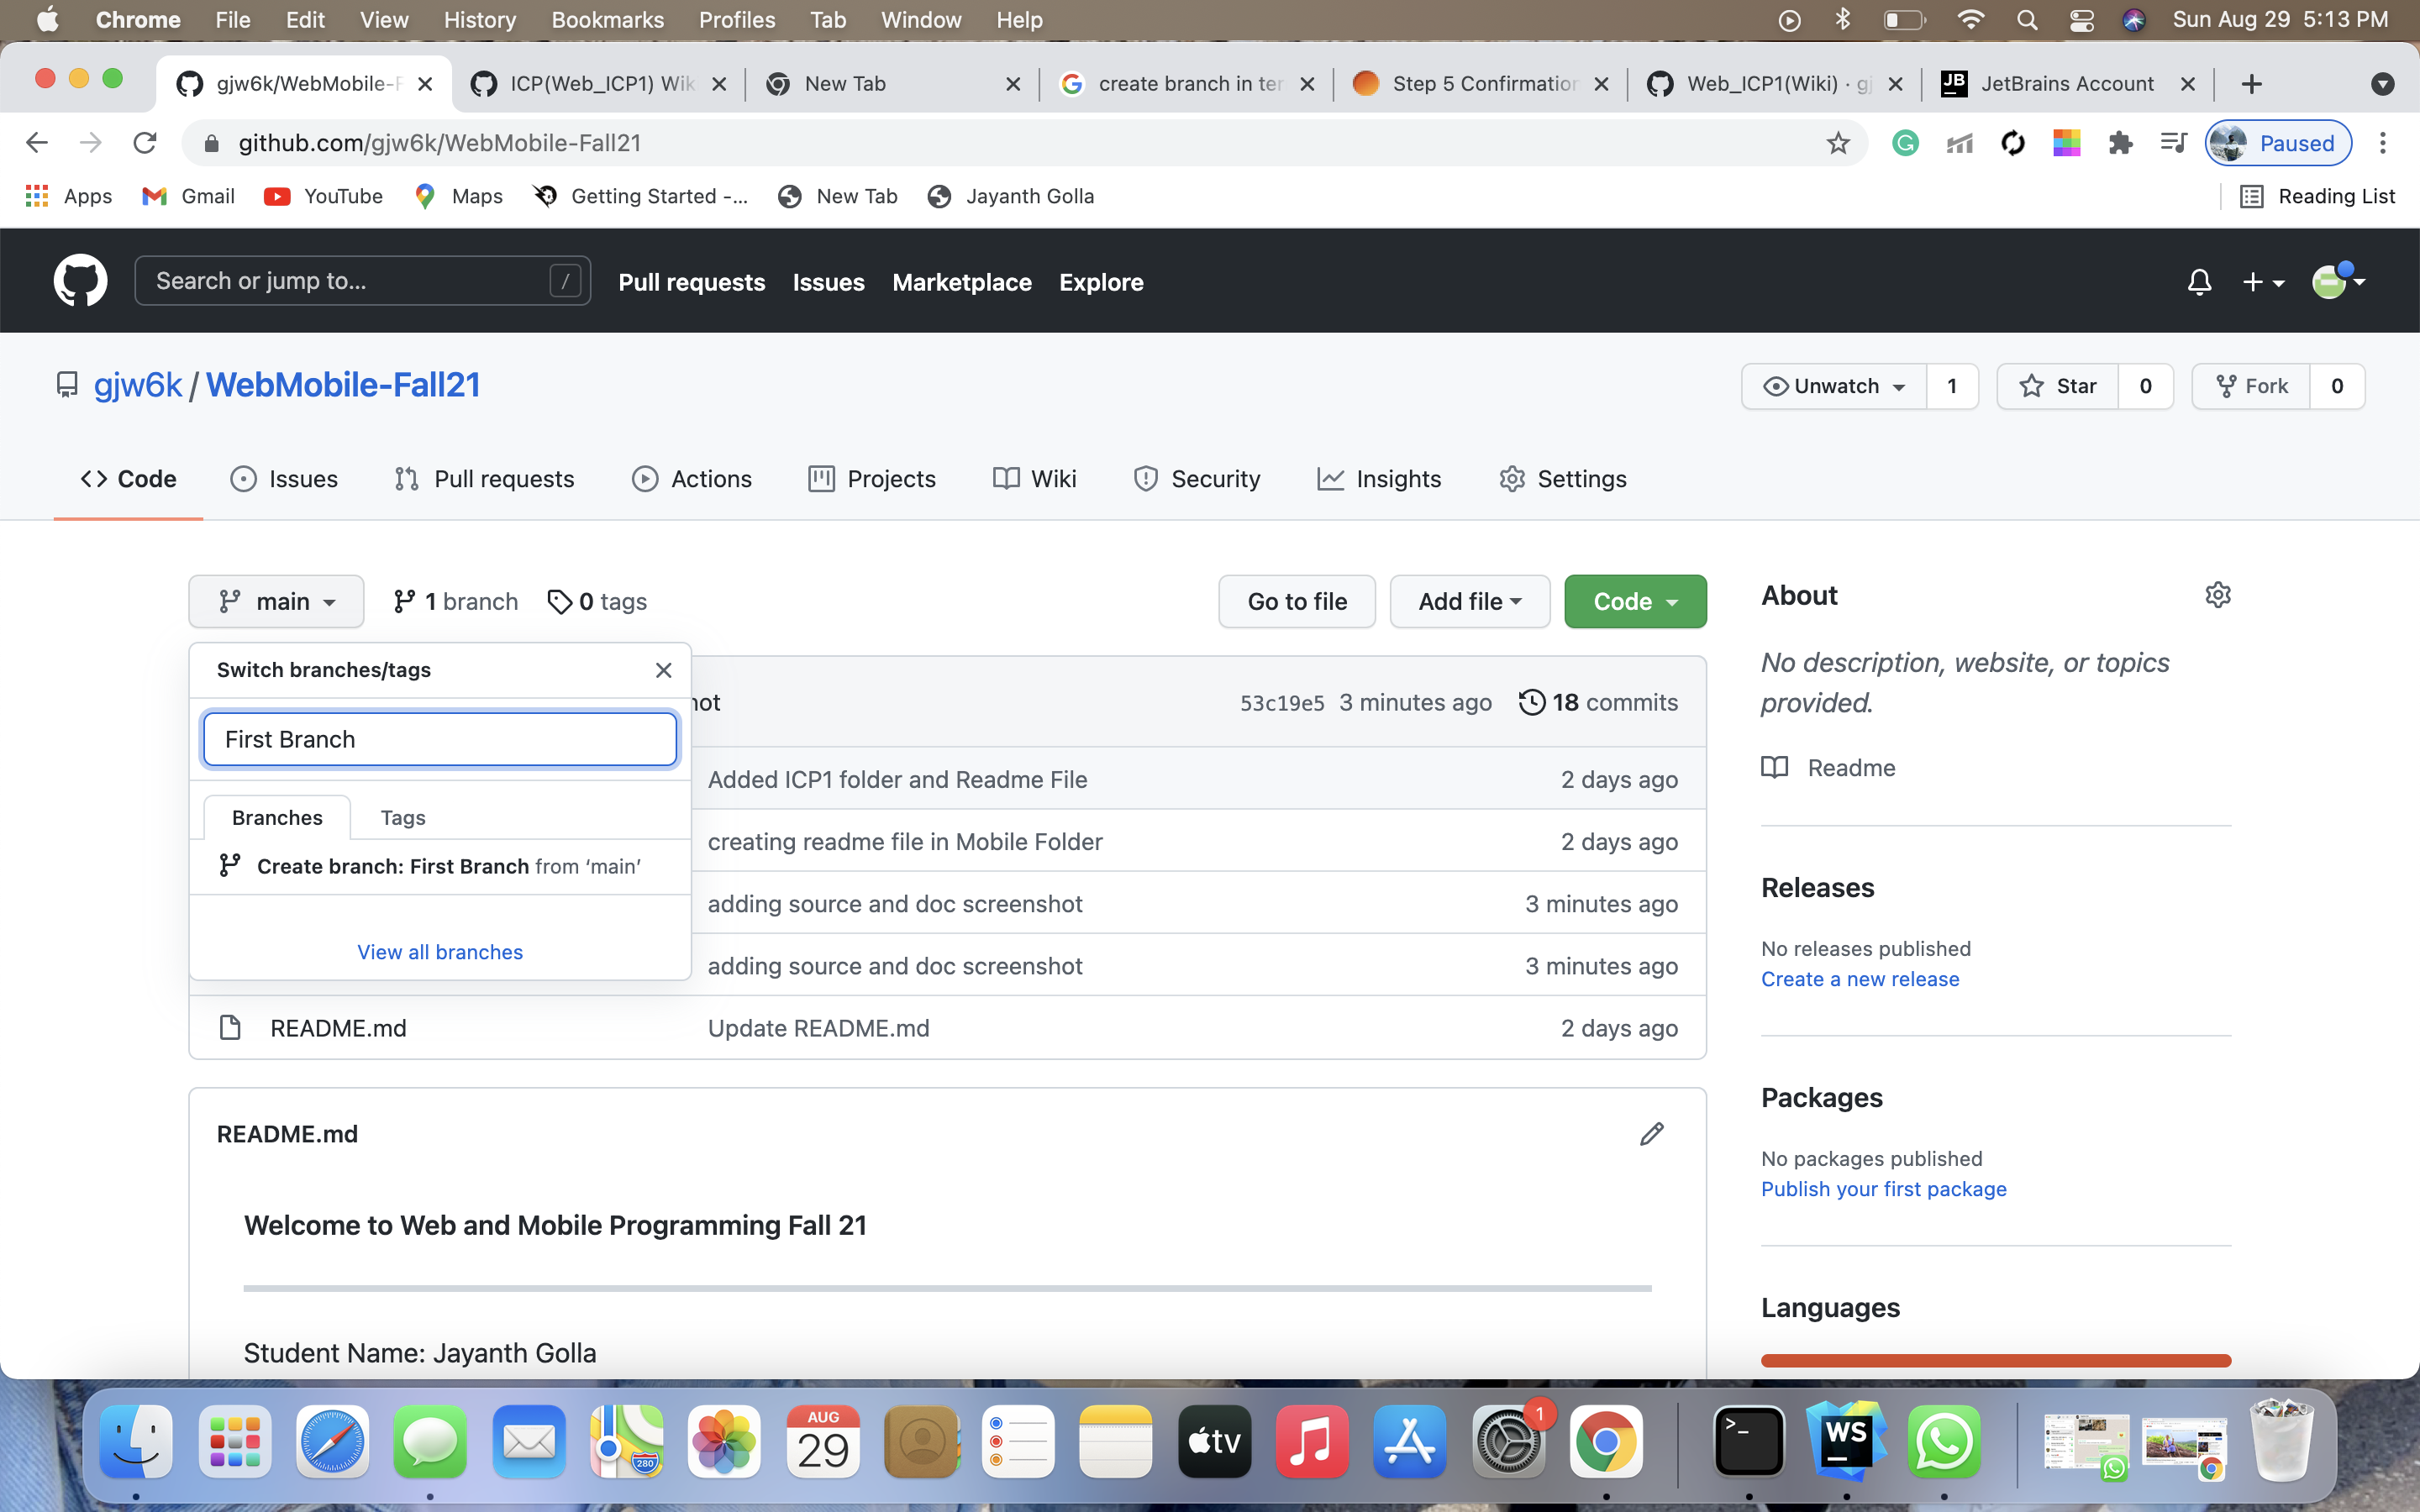 Chrome File Edit View History Bookmarks Profiles Tab Window Help Sun Aug 29 5:13 PM
gjw6k/WebMobile-F ICP(Web_ICP1) Wik New Tab create branch in ter Step 5 Confirmation Web_ICP1(Wiki) · gj JB JetBrains Account
github.com/gjw6k/WebMobile-Fall21 Paused
Apps Gmail YouTube Maps Getting Started -... New Tab Jayanth Golla Reading List
Search or jump to... / Pull requests Issues Marketplace Explore
gjw6k / WebMobile-Fall21 Unwatch 1 Star 0 Fork 0
Code Issues Pull requests Actions Projects Wiki Security Insights Settings
main 1 branch 0 tags Go to file Add file Code About
Switch branches/tags
No description, website, or topics
provided.
hot 53c19e5 3 minutes ago 18 commits
First Branch
Readme
Added ICP1 folder and Readme File 2 days ago
Branches Tags
creating readme file in Mobile Folder 2 days ago
Create branch: First Branch from ‘main’
Releases
adding source and doc screenshot 3 minutes ago
View all branches
No releases published
adding source and doc screenshot 3 minutes ago
Create a new release
README.md Update README.md 2 days ago
Packages
README.md
No packages published
Publish your first package
Welcome to Web and Mobile Programming Fall 21
Languages
Student Name: Jayanth Golla
AUG
29
280
tv
1
>_
WS